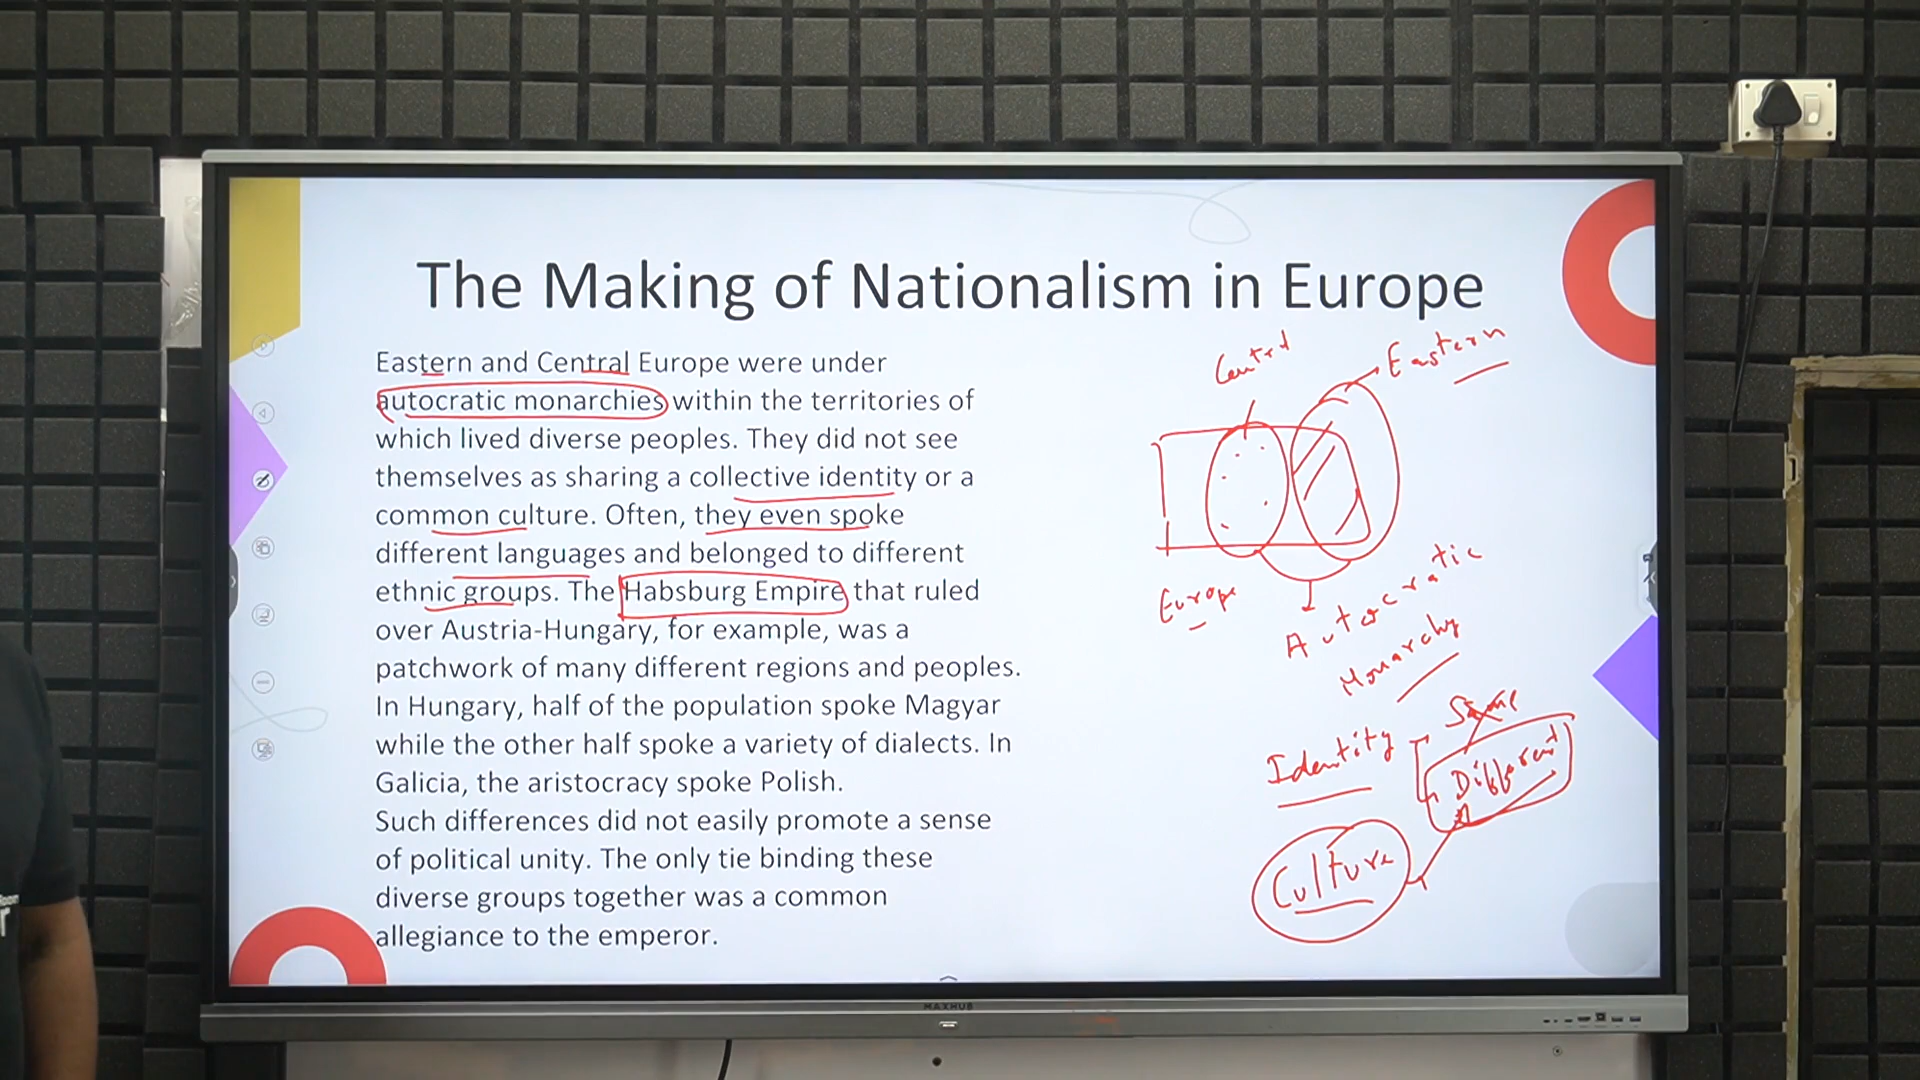 The Making of Nationalism in Europe
Eastern and Central Europe were under
autocratic monarchies within the territories of
which lived diverse peoples. They did not see
themselves as sharing a collective identity or a
common culture. Often, they even spoke
different languages and belonged to different
ethnic groups. The Habsburg Empire that ruled
over Austria-Hungary, for example, was a
patchwork of many different regions and peoples.
In Hungary, half of the population spoke Magyar
while the other half spoke a variety of dialects. In
Galicia, the aristocracy spoke Polish.
Such differences did not easily promote a sense
of political unity. The only tie binding these
diverse groups together was a common
allegiance to the emperor.
Eastern
Europe
Autocratic
Monarchy
Same
Identity
Different
Culture
MAXHUB